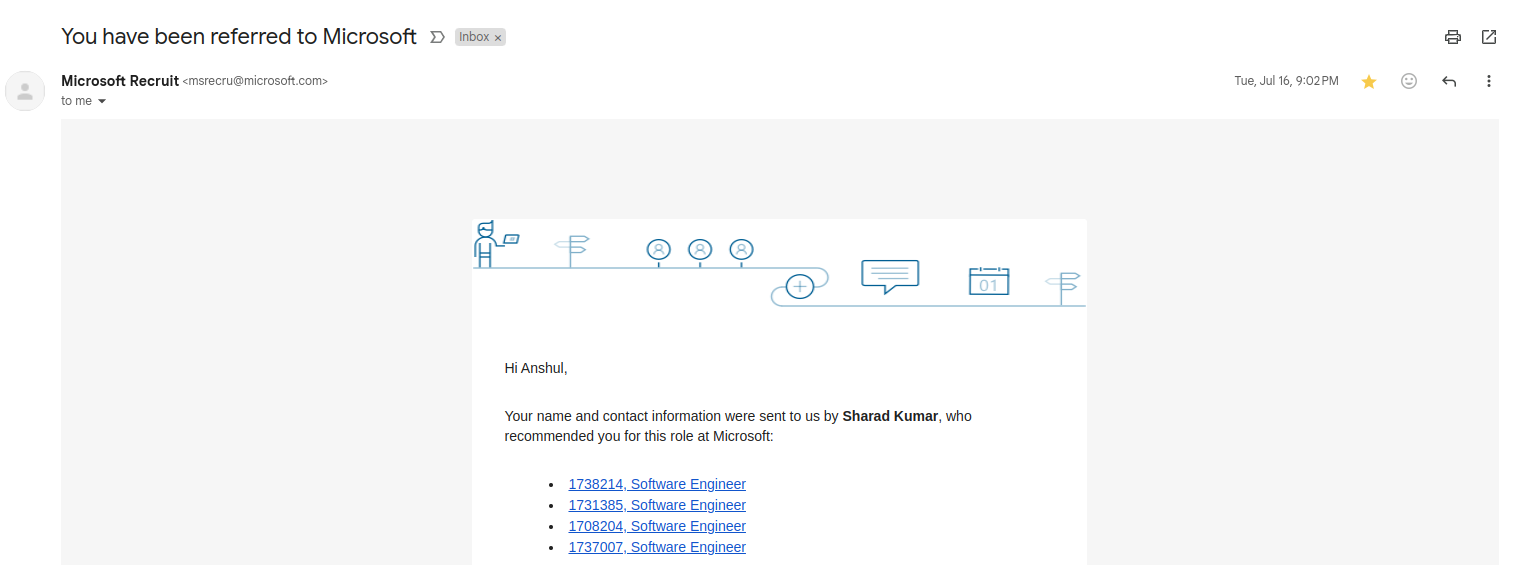 You have been referred to Microsoft Inbox ×
Microsoft Recruit <msrecru@microsoft.com> Tue, Jul 16, 9:02 PM
to me
01
Hi Anshul,
Your name and contact information were sent to us by Sharad Kumar, who
recommended you for this role at Microsoft:
• 1738214, Software Engineer
• 1731385, Software Engineer
• 1708204, Software Engineer
• 1737007, Software Engineer